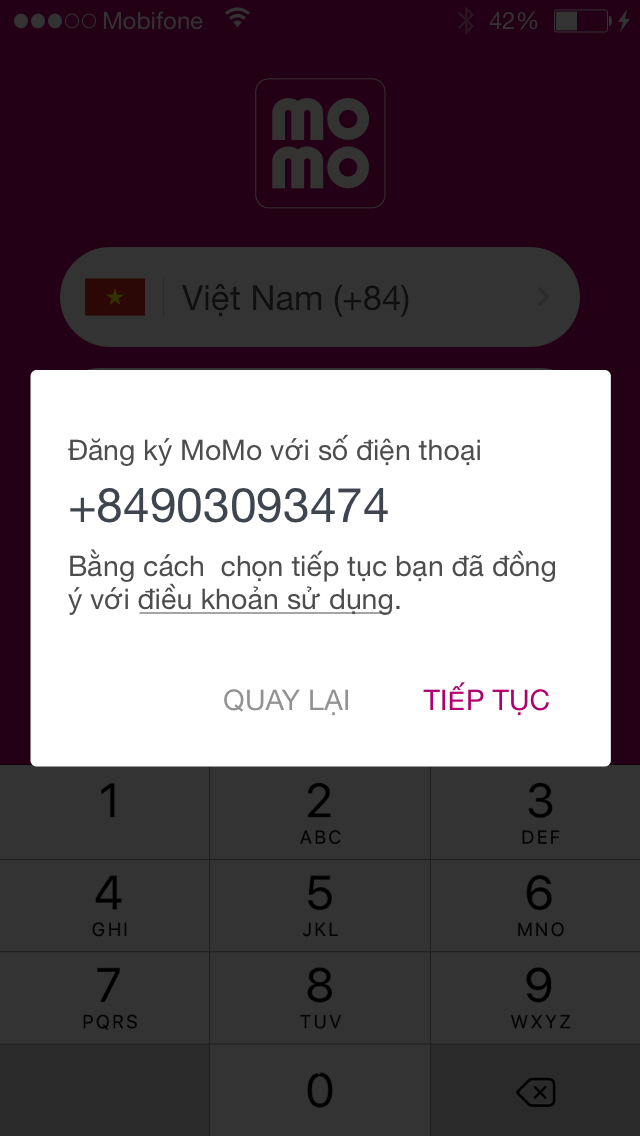 Mobifone 42%
mo
mo
Việt Nam (+84)
Đăng ký MoMo với số điện thoại
+84903093474
Bằng cách chọn tiếp tục bạn đã đồng
ý với điều khoản sử dụng.
QUAY LẠI TIẾP TỤC
1 2 3
ABC DEF
4 5 6
GHI JKL MNO
7 8 9
PQRS TUV WXYZ
0